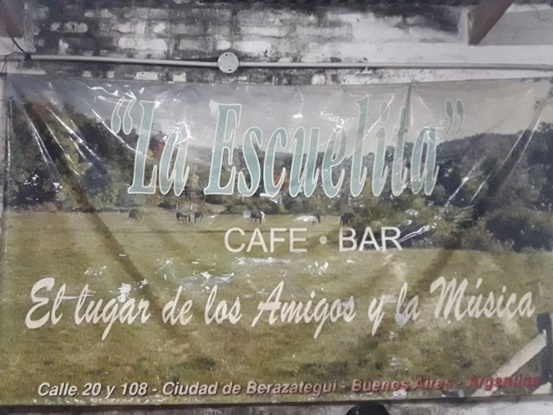 "La Escuelita"
CAFE • BAR
El lugar de los Amigos y la Música
Calle 20 y 108 - Ciudad de Berazategui - Buenos Aires - Argentina